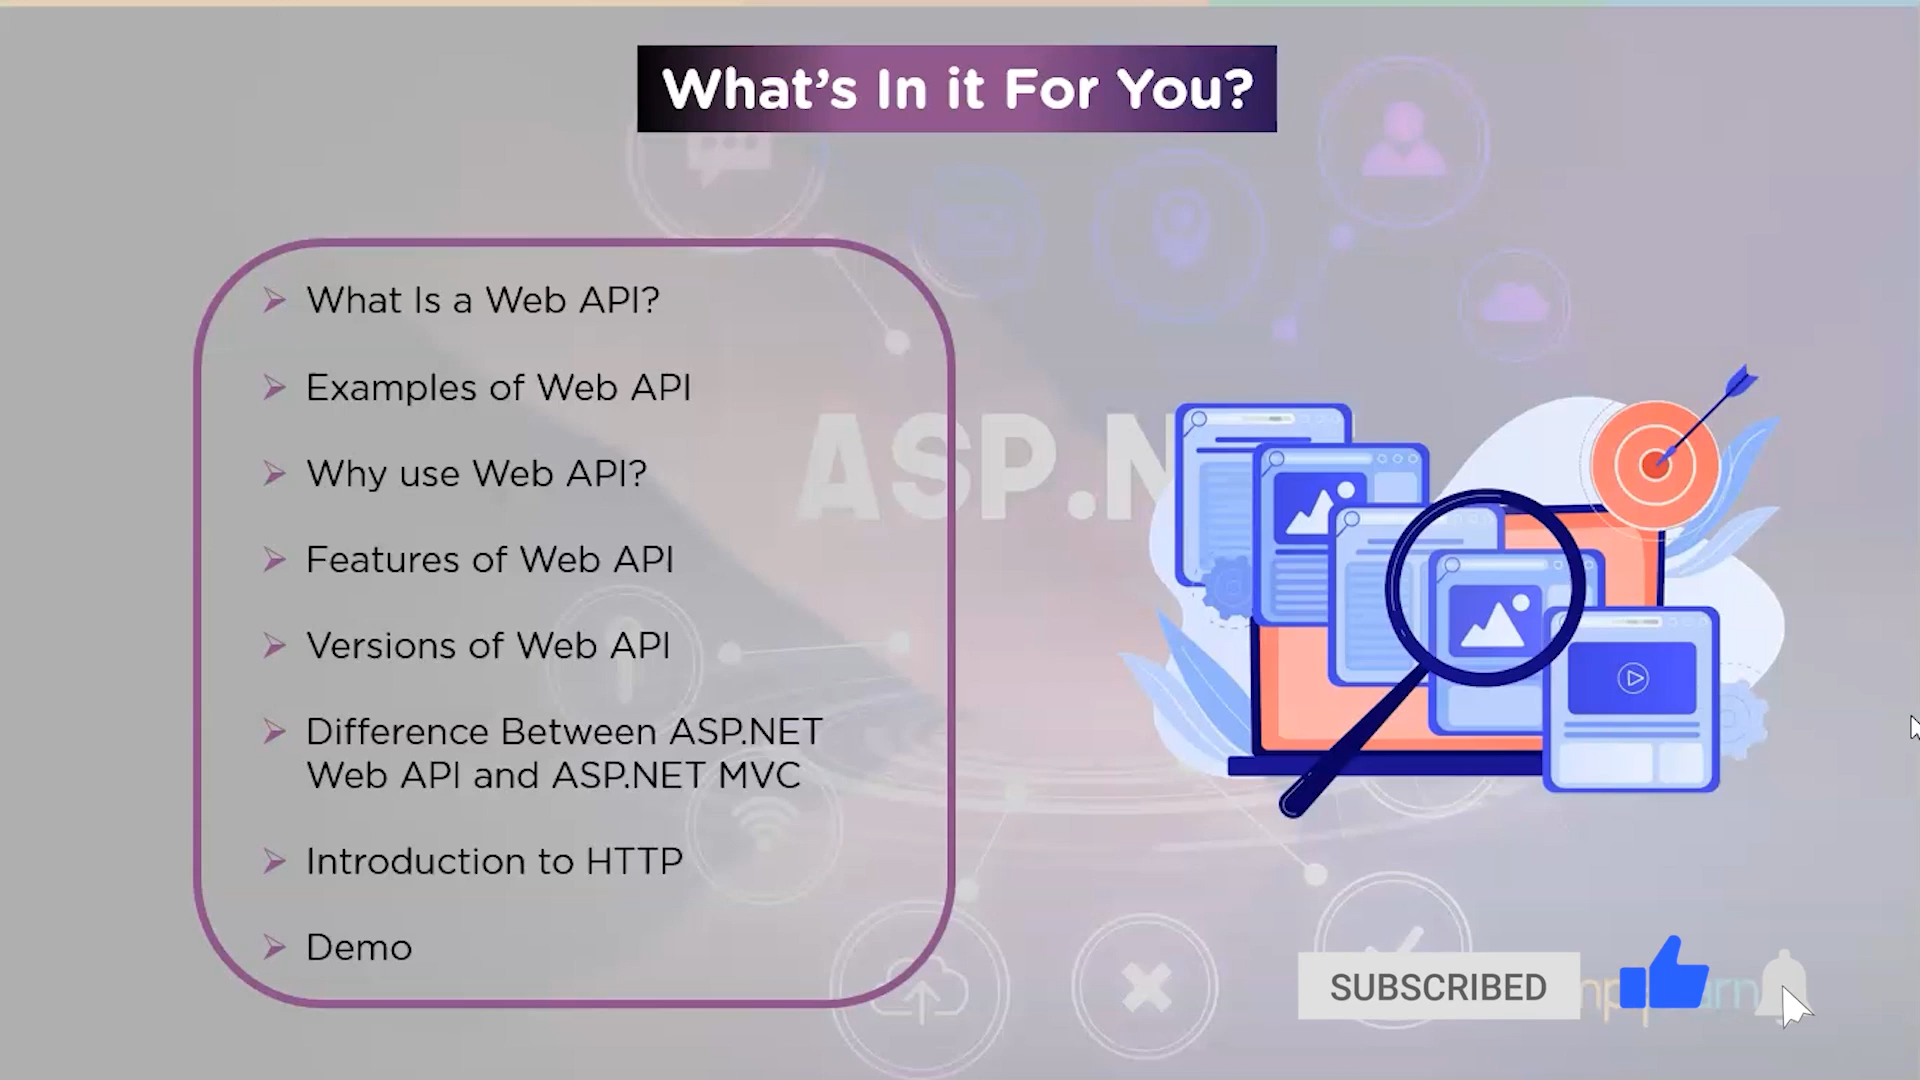 What's In it For You?
What Is a Web API?
Examples of Web API
Why use Web API?
Features of Web API
Versions of Web API
Difference Between ASP.NET
Web API and ASP.NET MVC
Introduction to HTTP
Demo
SUBSCRIBED